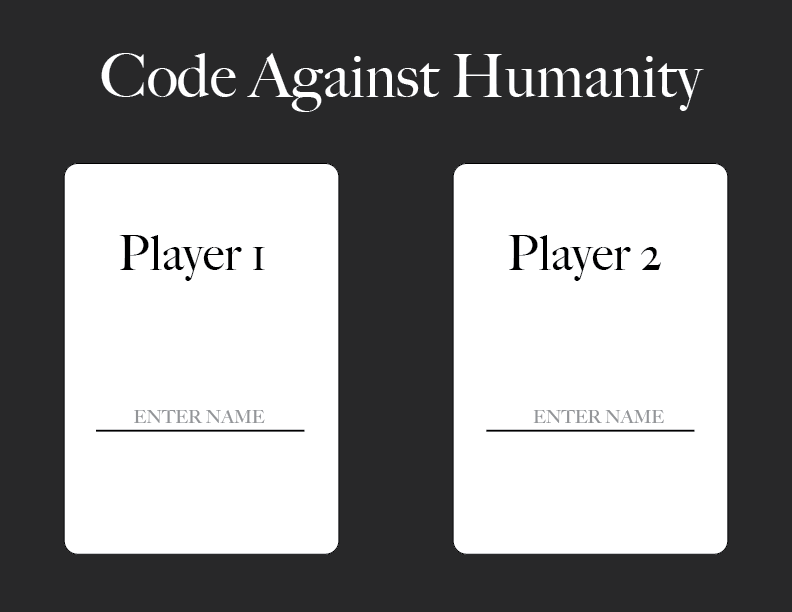 Code Against Humanity
Player 1
Player 2
ENTER NAME
ENTER NAME